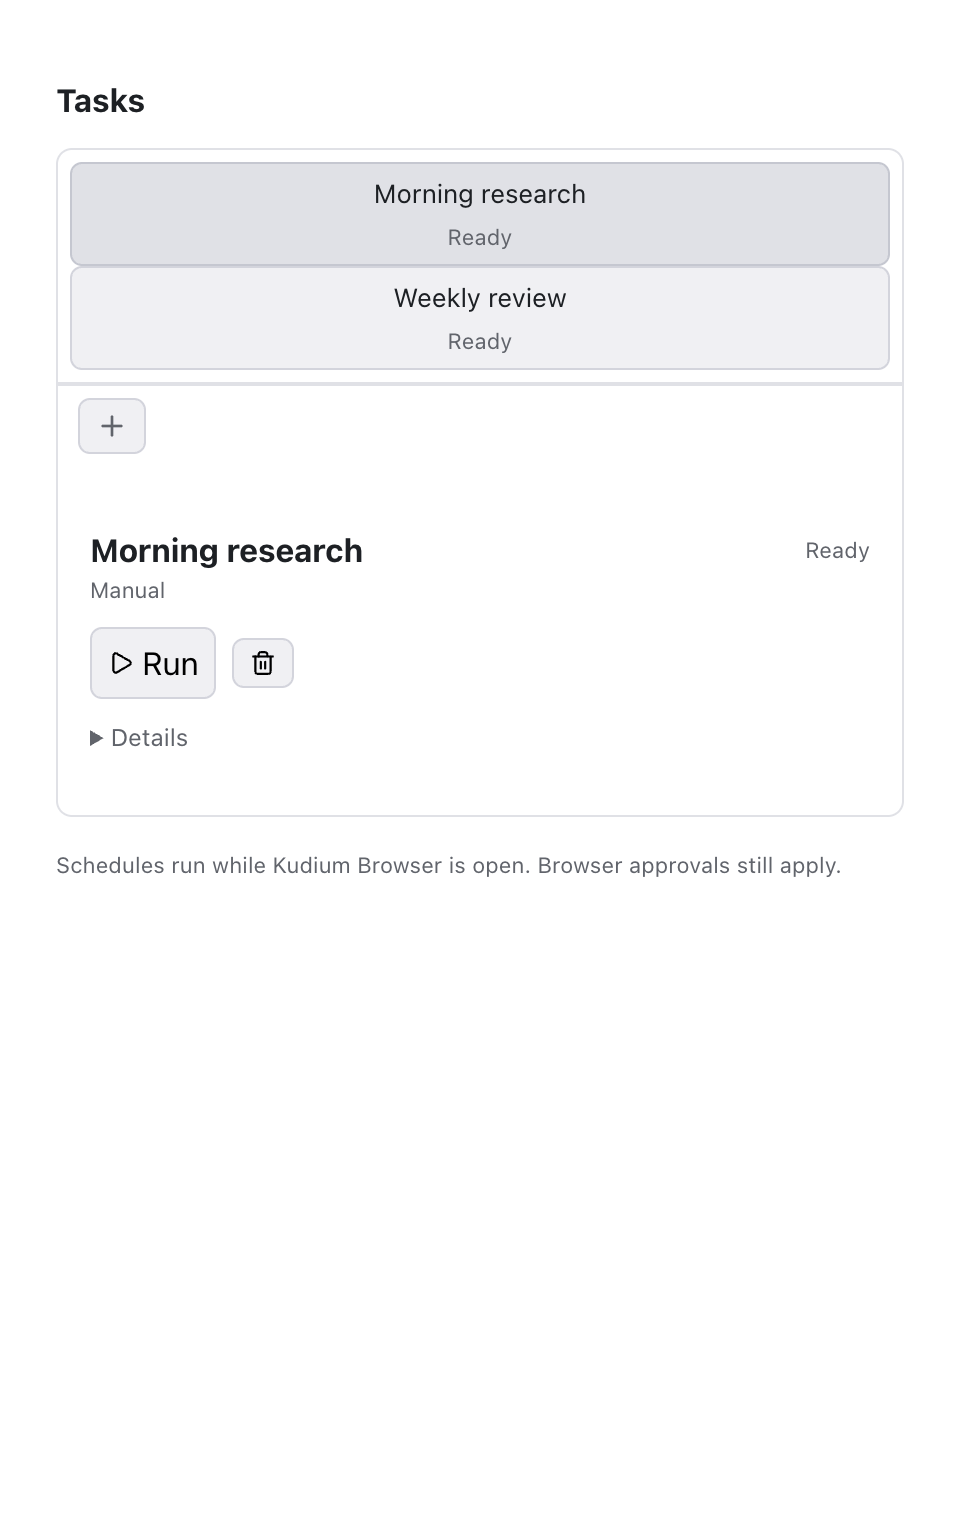 Tasks
Morning research
Ready
Weekly review
Ready
Morning research
Ready
Manual
Run
Details
Schedules run while Kudium Browser is open. Browser approvals still apply.